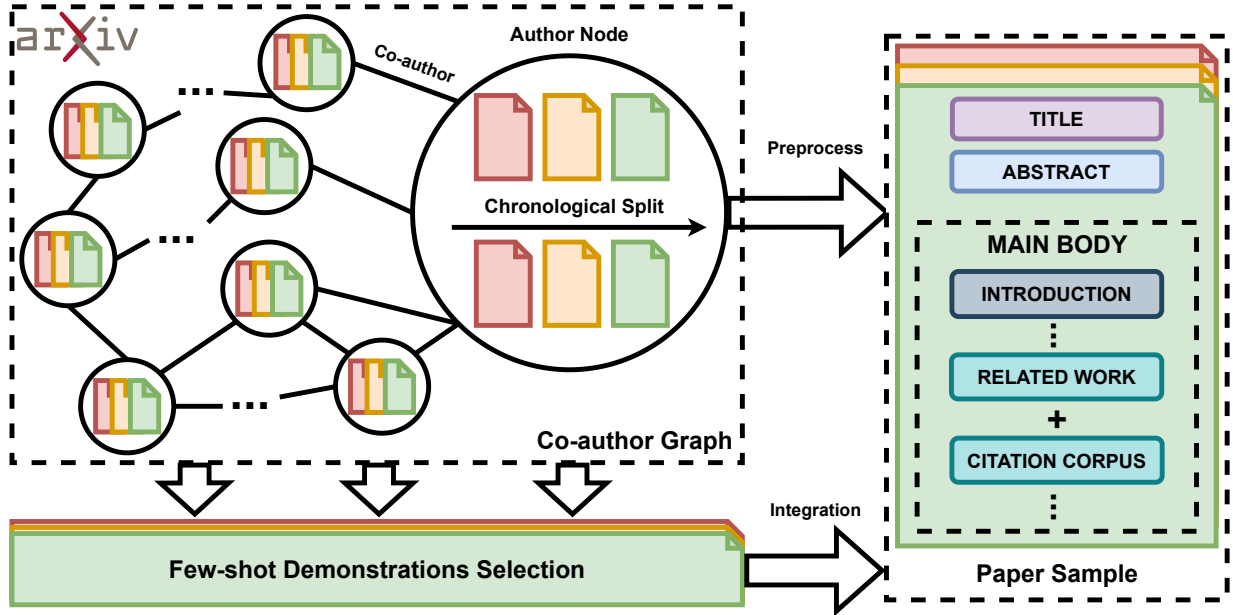 arXiv
Co-author
Author Node
Chronological Split
Co-author Graph
Preprocess
Few-shot Demonstrations Selection
Integration
TITLE
ABSTRACT
MAIN BODY
INTRODUCTION
RELATED WORK
+
CITATION CORPUS
Paper Sample